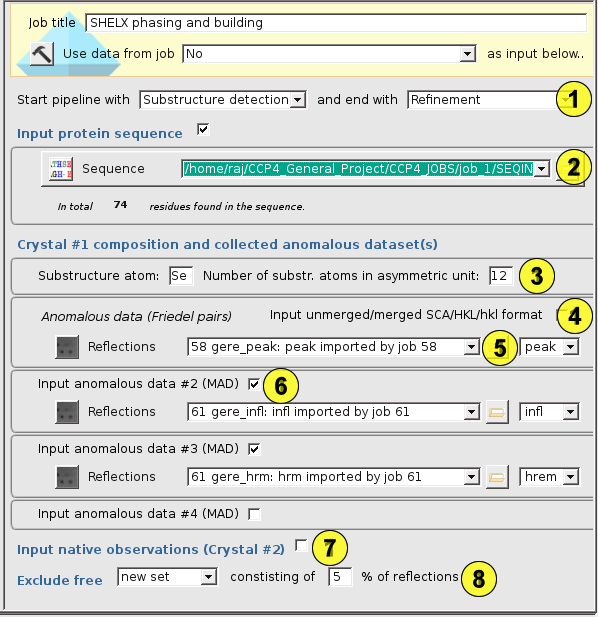 Job title SHELX phasing and building
Use data from job No as input below..
Start pipeline with Substructure detection and end with Refinement 1
Input protein sequence
Sequence /home/raj/CCP4_General_Project/CCP4_JOBS/job_1/SEQIN 2
In total 74 residues found in the sequence.
Crystal #1 composition and collected anomalous dataset(s)
Substructure atom: Se Number of substr. atoms in asymmetric unit: 12 3
Anomalous data (Friedel pairs) Input unmerged/merged SCA/HKL/hkl format 4
Reflections 58 gere_peak: peak imported by job 58 5 peak
Input anomalous data #2 (MAD) 6
Reflections 61 gere_infl: infl imported by job 61 infl
Input anomalous data #3 (MAD)
Reflections 61 gere_hrm: hrm imported by job 61 hrem
Input anomalous data #4 (MAD)
Input native observations (Crystal #2) 7
Exclude free new set constisting of 5 % of reflections 8